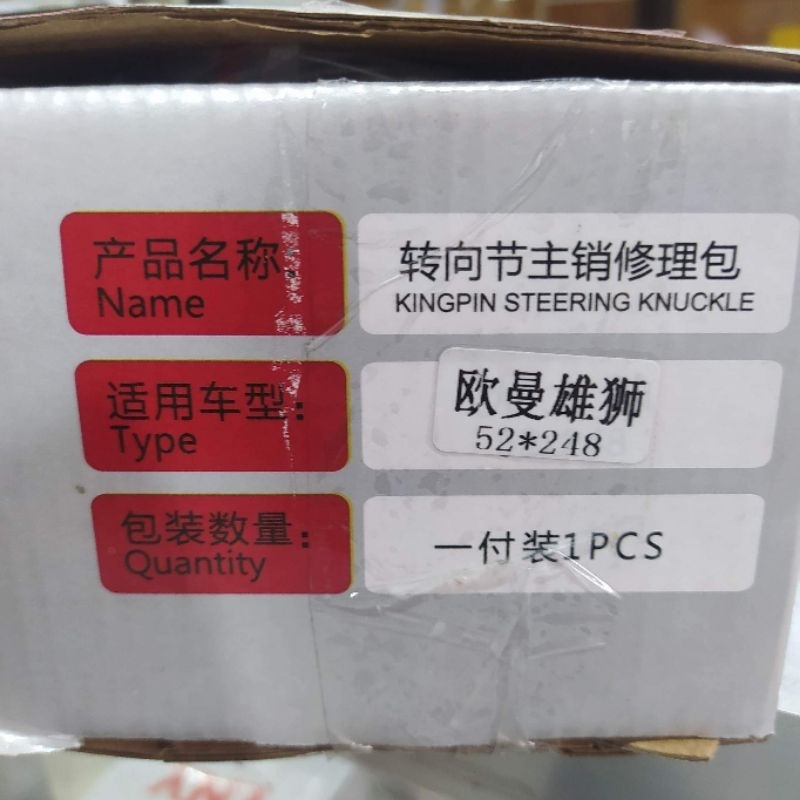 产品名称:
Name
转向节主销修理包
KINGPIN STEERING KNUCKLE
适用车型:
Type
欧曼雄狮
52*248
包装数量:
Quantity
一付装1PCS